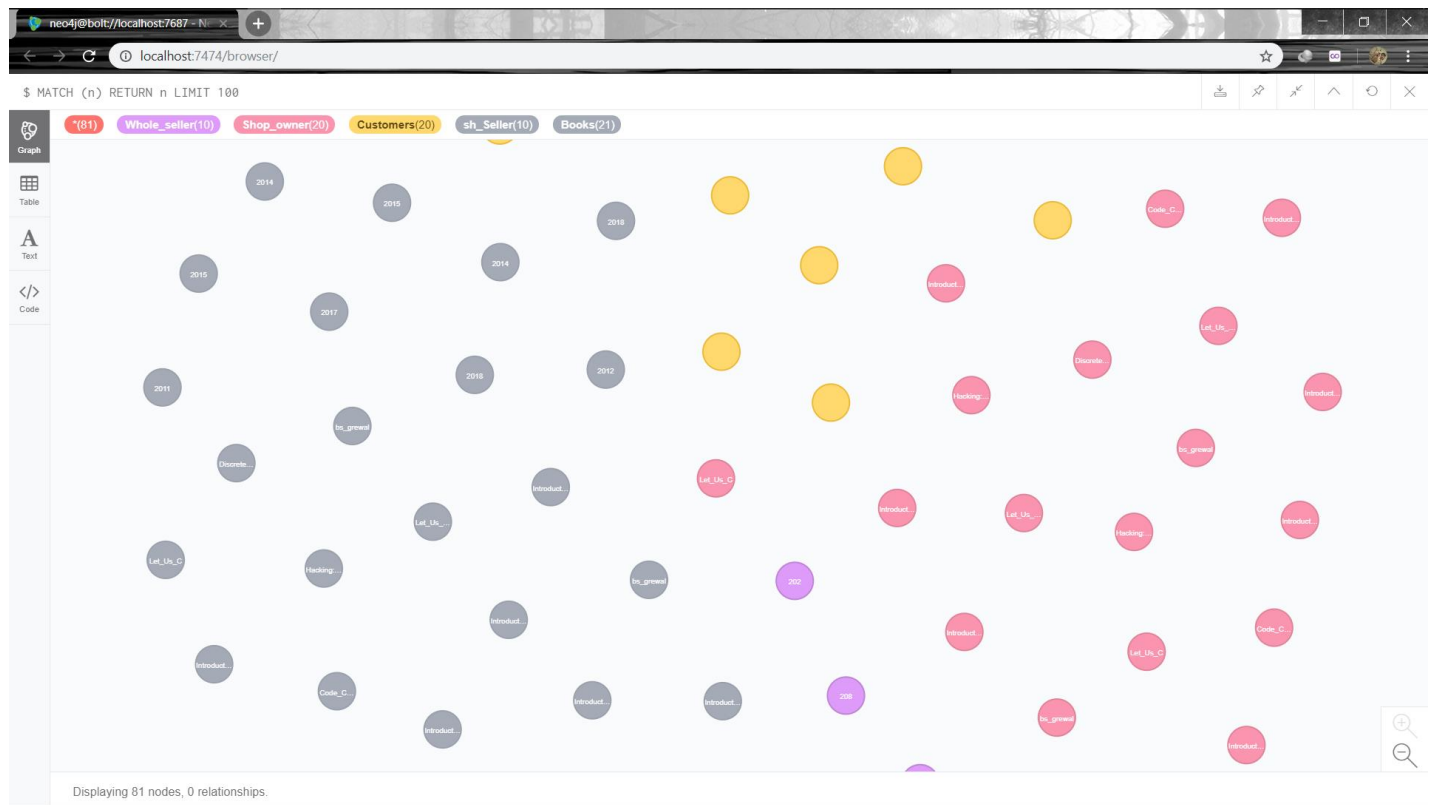 neo4j@bolt://localhost:7687 - Ne
localhost:7474/browser/
$ MATCH (n) RETURN n LIMIT 100
*(81) Whole_seller(10) Shop_owner(20) Customers(20) sh_Seller(10) Books(21)
Graph
Table
A
Text
</>
Code
2014
2015
2018
Code_C...
Introduct...
2014
2015
Introduct...
2017
Let_Us_...
Discrete...
2012
2011
Hacking:...
Introduct...
bs_grewal
bs_grewal
Discrete...
Let_Us_C
Introduct...
Introduct...
Let_Us_...
Let_Us_...
Introduct...
Hacking:...
Let_Us_C
Hacking:...
bs_grewal
202
Introduct...
Introduct...
Code_C...
Let_Us_C
Introduct...
Code_C...
Introduct...
Introduct...
208
bs_grewal
Introduct...
Introduct...
Displaying 81 nodes, 0 relationships.